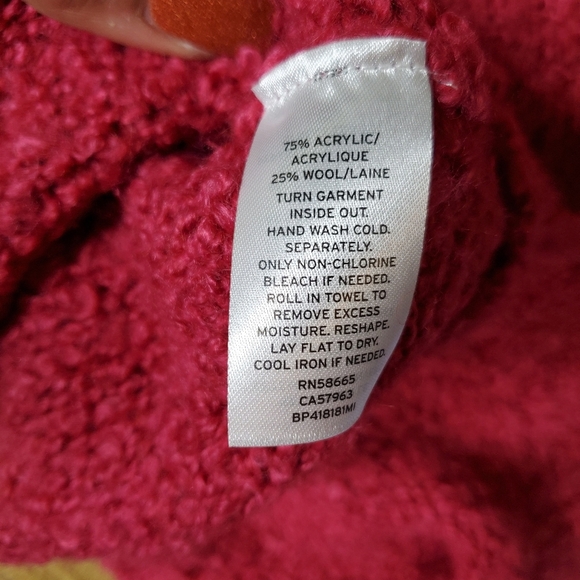 75% ACRYLIC/
ACRYLIQUE
25% WOOL/LAINE
TURN GARMENT
INSIDE OUT.
HAND WASH COLD.
SEPARATELY.
ONLY NON-CHLORINE
BLEACH IF NEEDED.
ROLL IN TOWEL TO
REMOVE EXCESS
MOISTURE. RESHAPE.
LAY FLAT TO DRY.
COOL IRON IF NEEDED.
RN58665
CA57963
BP418181MI